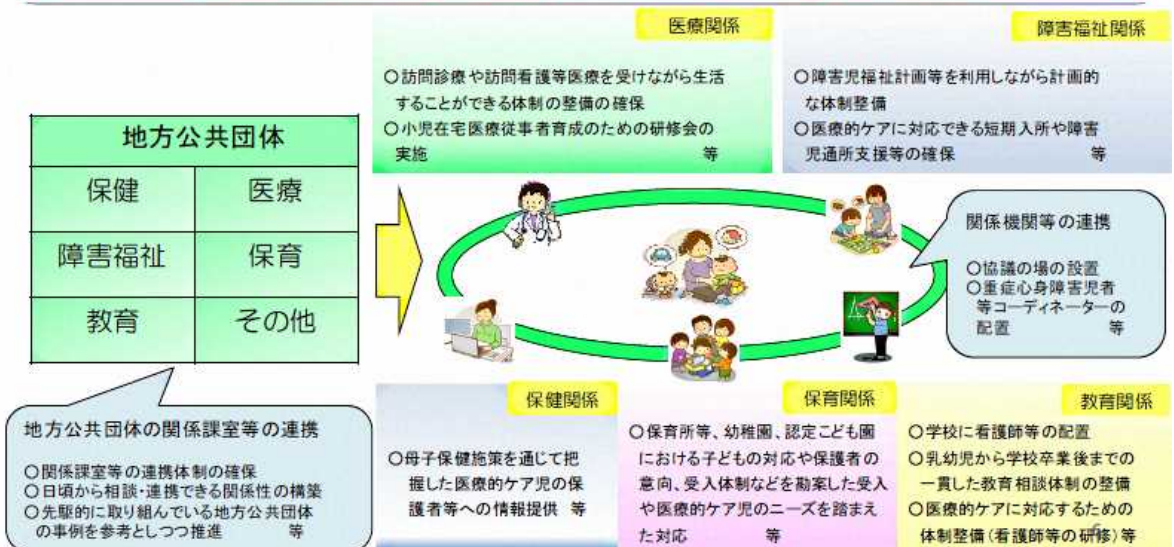 医療関係
○訪問診療や訪問看護等医療を受けながら生活
することができる体制の整備の確保
○小児在宅医療従事者育成のための研修会の
実施 等
障害福祉関係
○障害児福祉計画等を利用しながら計画的
な体制整備
○医療的ケアに対応できる短期入所や障害
児通所支援等の確保 等
地方公共団体
保健 医療
障害福祉 保育
教育 その他
関係機関等の連携
○協議の場の設置
○重症心身障害児者
等コーディネーターの
配置 等
地方公共団体の関係課室等の連携
○関係課室等の連携体制の確保
○日頃から相談・連携できる関係性の構築
○先駆的に取り組んでいる地方公共団体
の事例を参考としつつ推進 等
保健関係
○母子保健施策を通じて把
握した医療的ケア児の保
護者等への情報提供 等
保育関係
○保育所等、幼稚園、認定こども園
における子どもの対応や保護者の
意向、受入体制などを勘案した受入
や医療的ケア児のニーズを踏まえ
た対応 等
教育関係
○学校に看護師等の配置
○乳幼児から学校卒業後までの
一貫した教育相談体制の整備
○医療的ケアに対応するための
体制整備(看護師等の研修)等